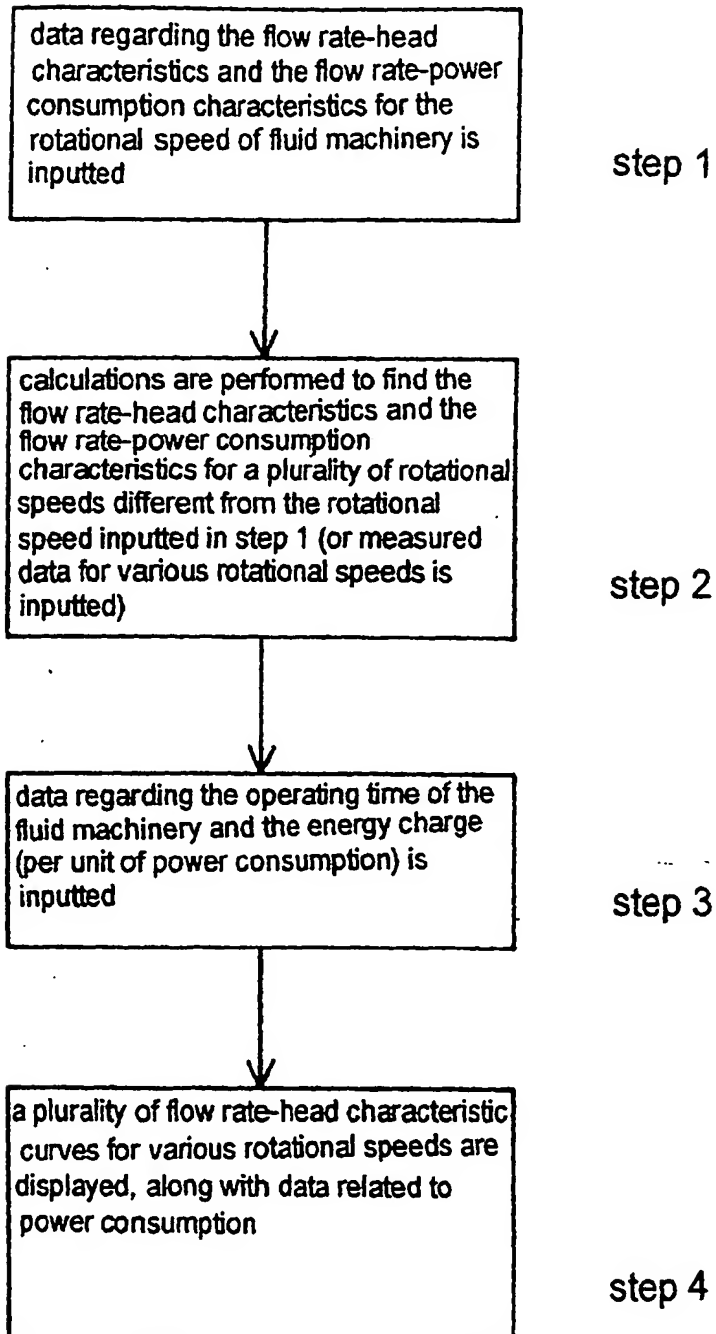 data regarding the flow rate-head
characteristics and the flow rate-power
consumption characteristics for the
rotational speed of fluid machinery is
inputted
step 1
calculations are performed to find the
flow rate-head characteristics and the
flow rate-power consumption
characteristics for a plurality of rotational
speeds different from the rotational
speed inputted in step 1 (or measured
data for various rotational speeds is
inputted)
step 2
data regarding the operating time of the
fluid machinery and the energy charge
(per unit of power consumption) is
inputted
step 3
a plurality of flow rate-head characteristic
curves for various rotational speeds are
displayed, along with data related to
power consumption
step 4